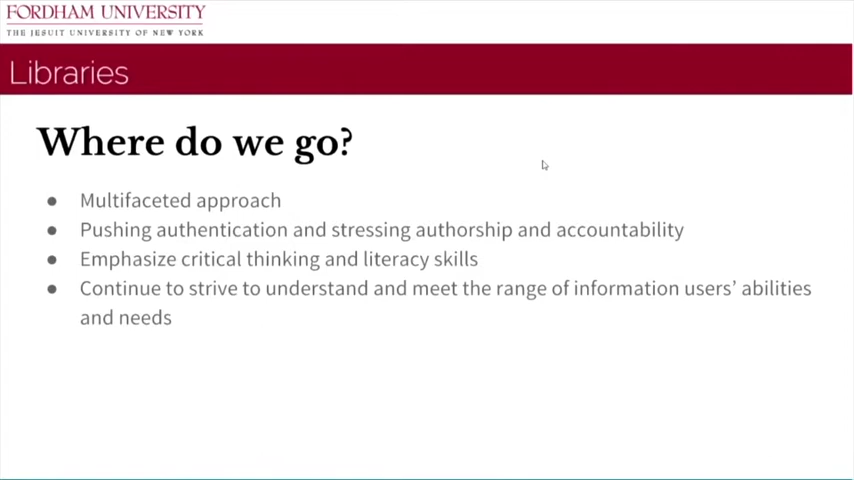 FORDHAM UNIVERSITY
THE JESUIT UNIVERSITY OF NEW YORK
Libraries
Where do we go?
● Multifaceted approach
● Pushing authentication and stressing authorship and accountability
● Emphasize critical thinking and literacy skills
● Continue to strive to understand and meet the range of information users’ abilities
and needs